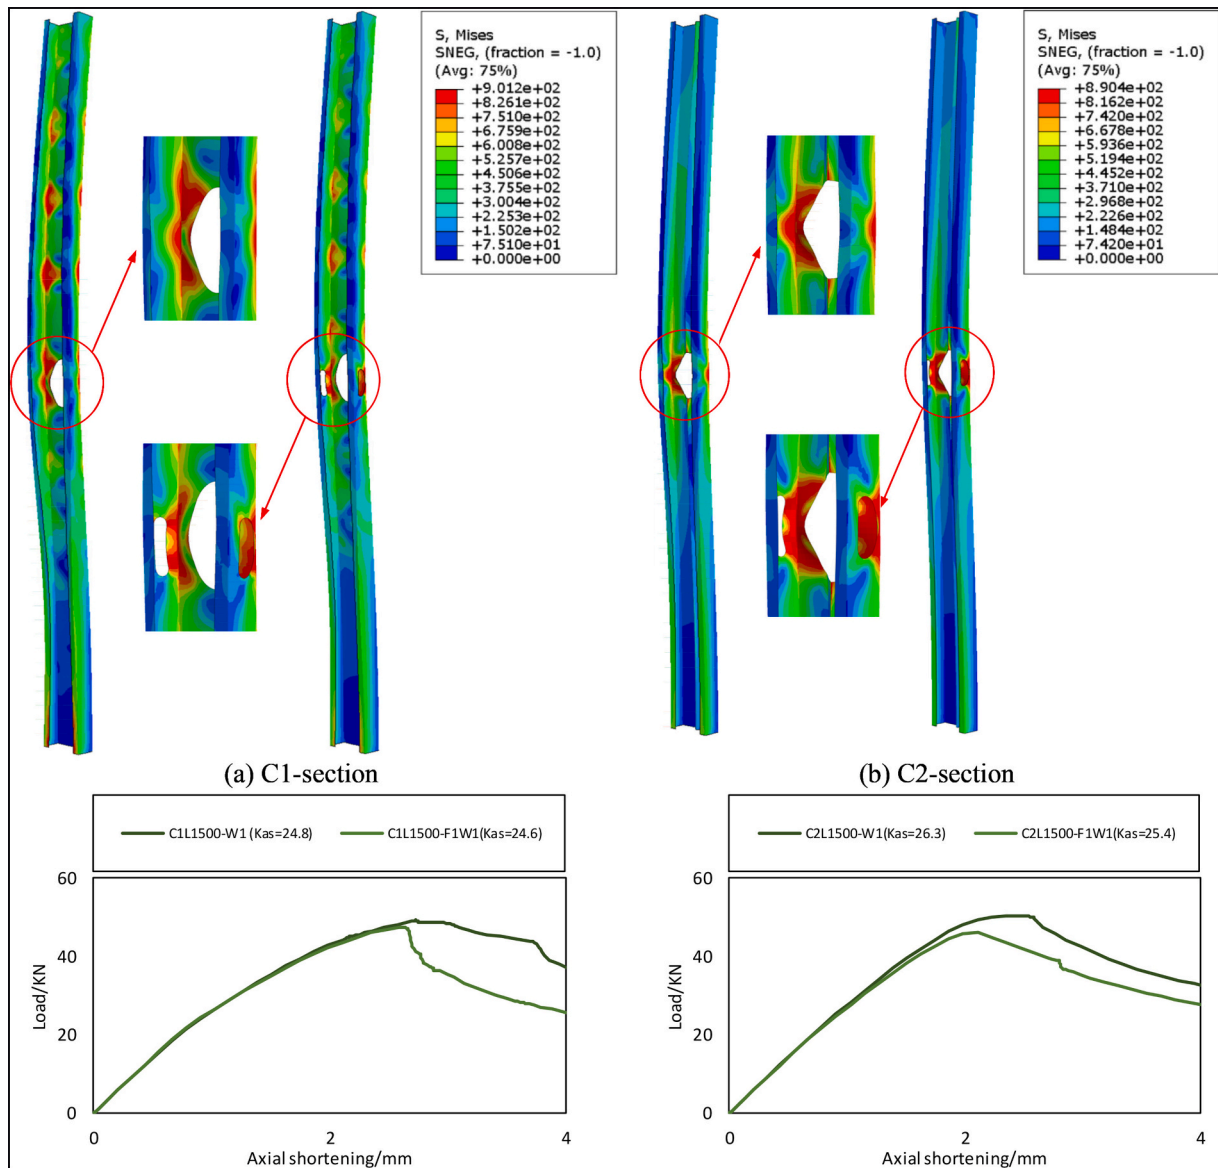 S, Mises
SNEG, (fraction = -1.0)
(Avg: 75%)
+9.012e+02
+8.261e+02
+7.510e+02
+6.759e+02
+6.008e+02
+5.257e+02
+4.506e+02
+3.755e+02
+3.004e+02
+2.253e+02
+1.502e+02
+7.510e+01
+0.000e+00
S, Mises
SNEG, (fraction = -1.0)
(Avg: 75%)
+8.904e+02
+8.162e+02
+7.420e+02
+6.678e+02
+5.936e+02
+5.194e+02
+4.452e+02
+3.710e+02
+2.968e+02
+2.226e+02
+1.484e+02
+7.420e+01
+0.000e+00
(a) C1-section
(b) C2-section
C1L1500-W1 (Kas=24.8)
C1L1500-F1W1(Kas=24.6)
60
40
20
0
Load/KN
0
2
4
Axial shortening/mm
C2L1500-W1(Kas=26.3)
C2L1500-F1W1(Kas=25.4)
60
40
20
0
Load/KN
0
2
4
Axial shortening/mm